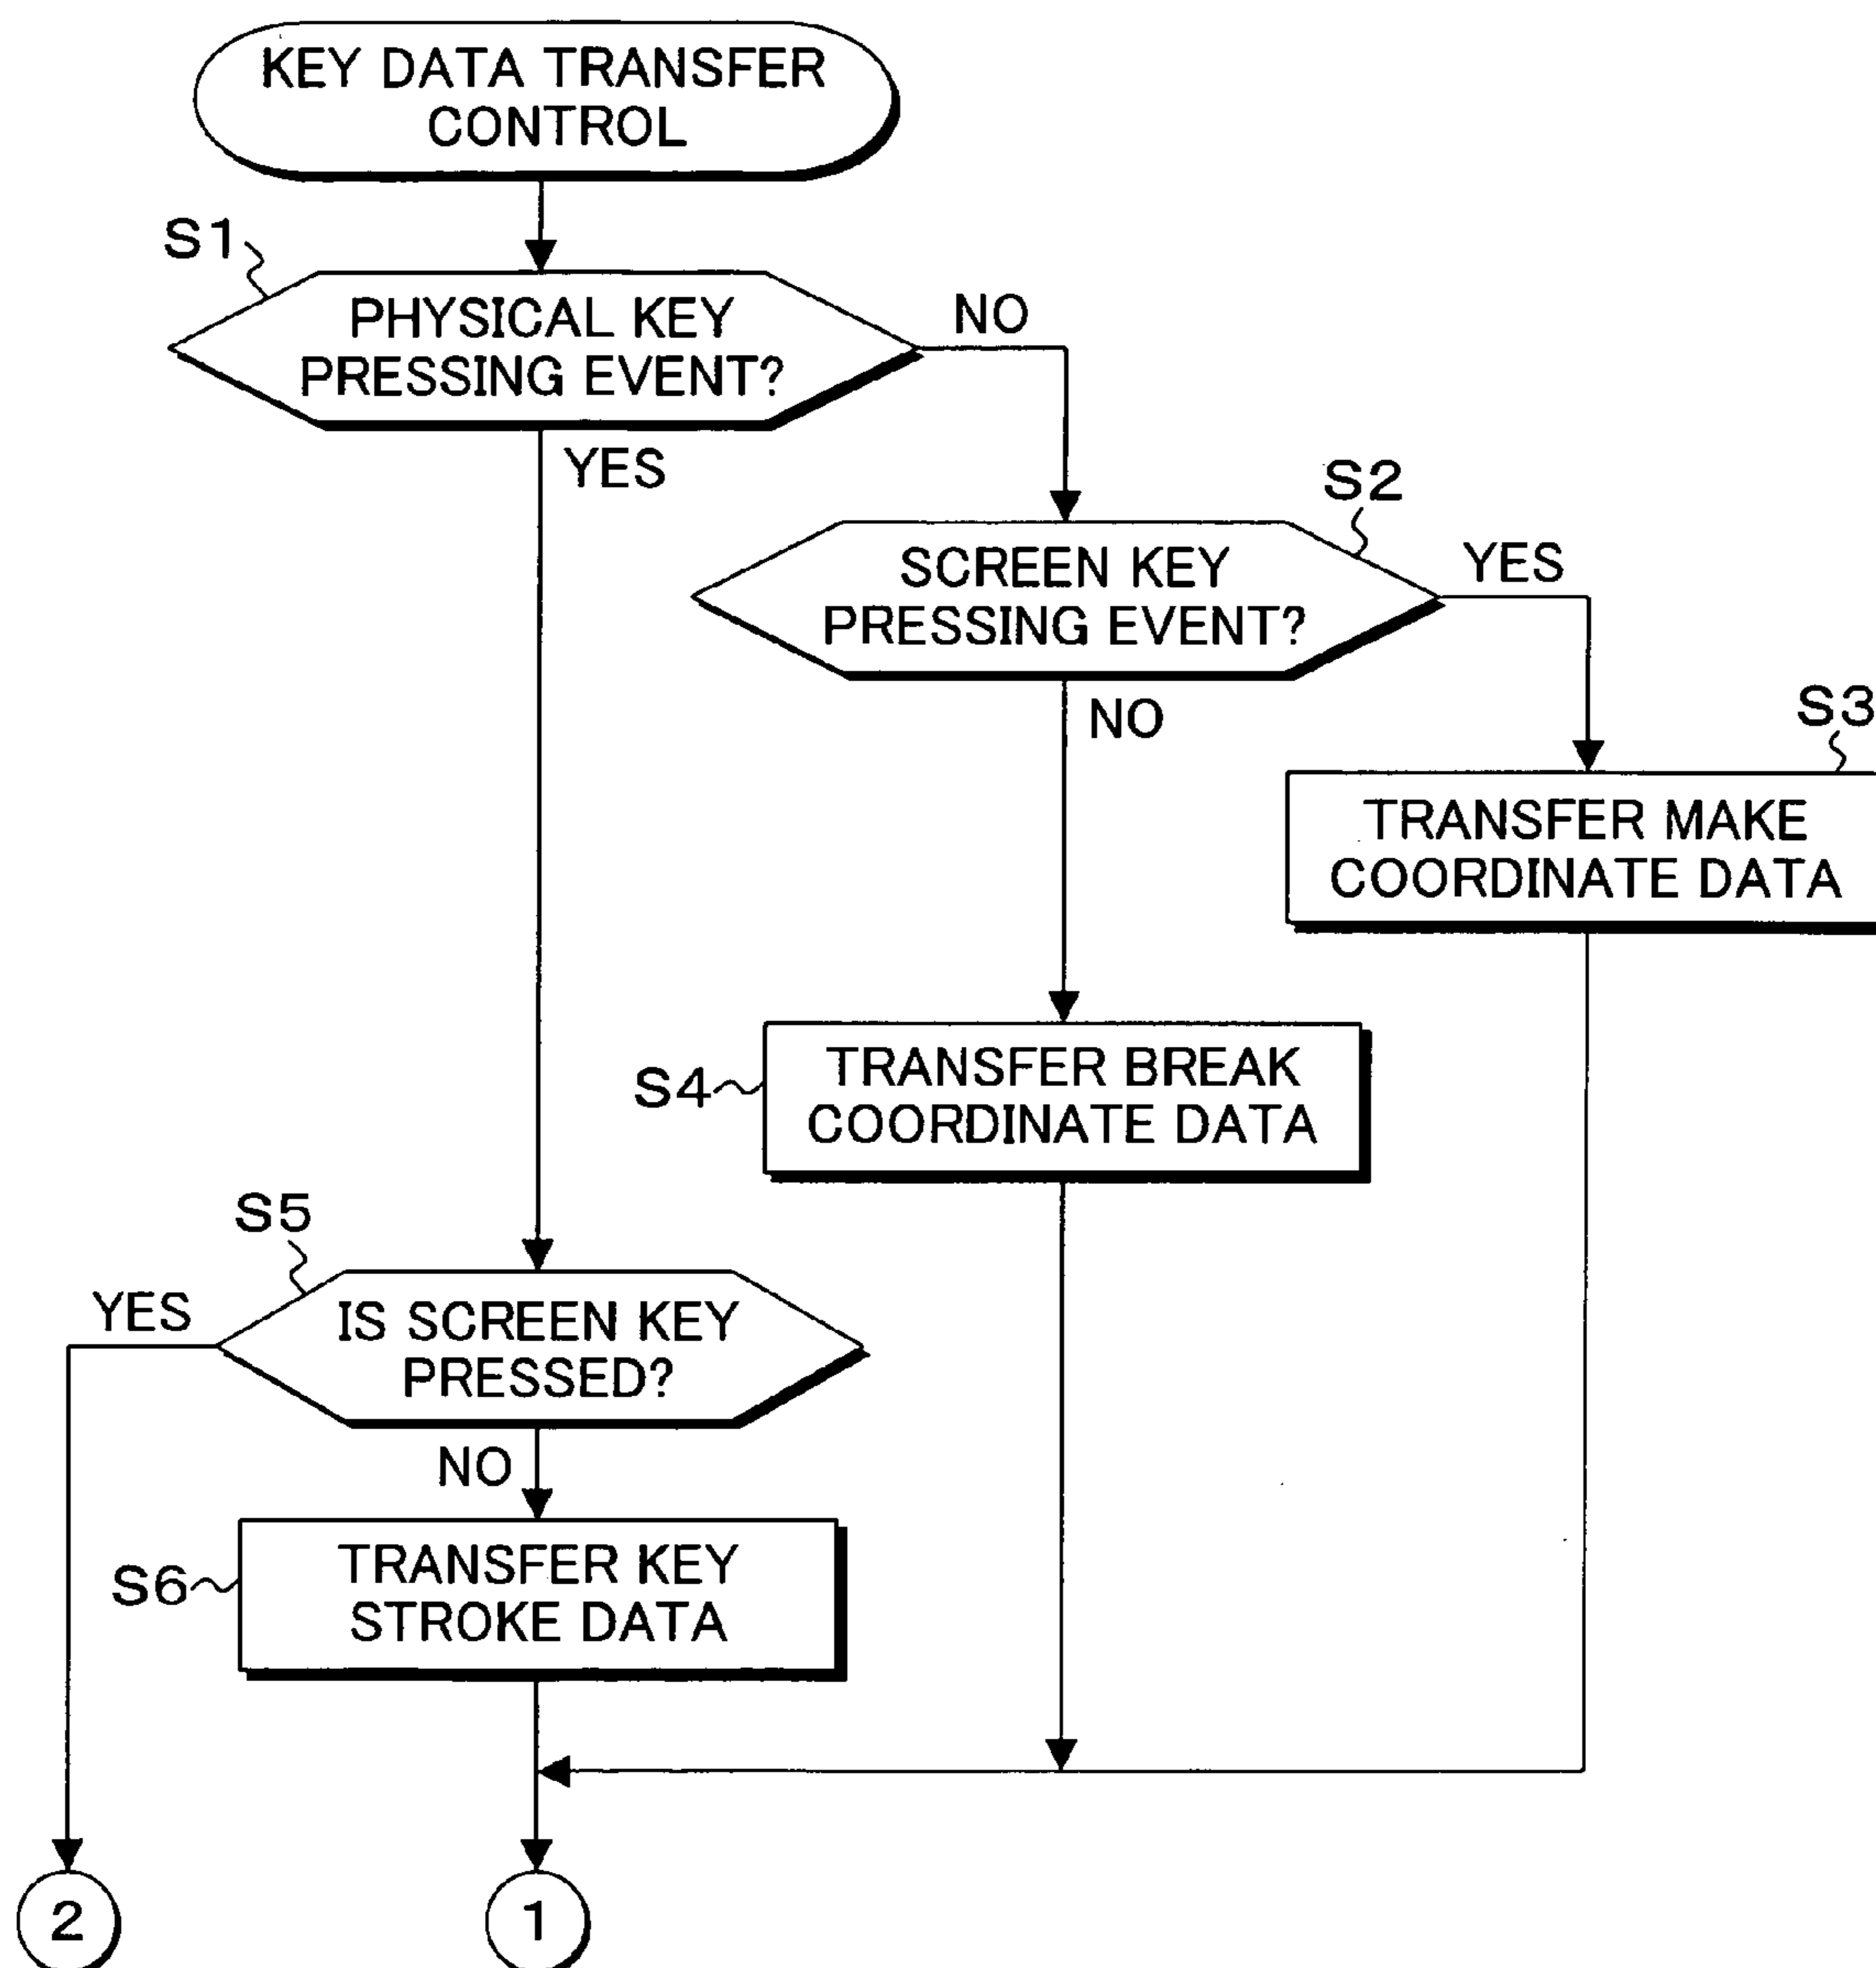 KEY DATA TRANSFER
CONTROL
S1
PHYSICAL KEY
PRESSING EVENT?
NO
YES
S2
SCREEN KEY
PRESSING EVENT?
YES
NO
S3
TRANSFER MAKE
COORDINATE DATA
S4
TRANSFER BREAK
COORDINATE DATA
S5
YES
IS SCREEN KEY
PRESSED?
NO
S6
TRANSFER KEY
STROKE DATA
2
1